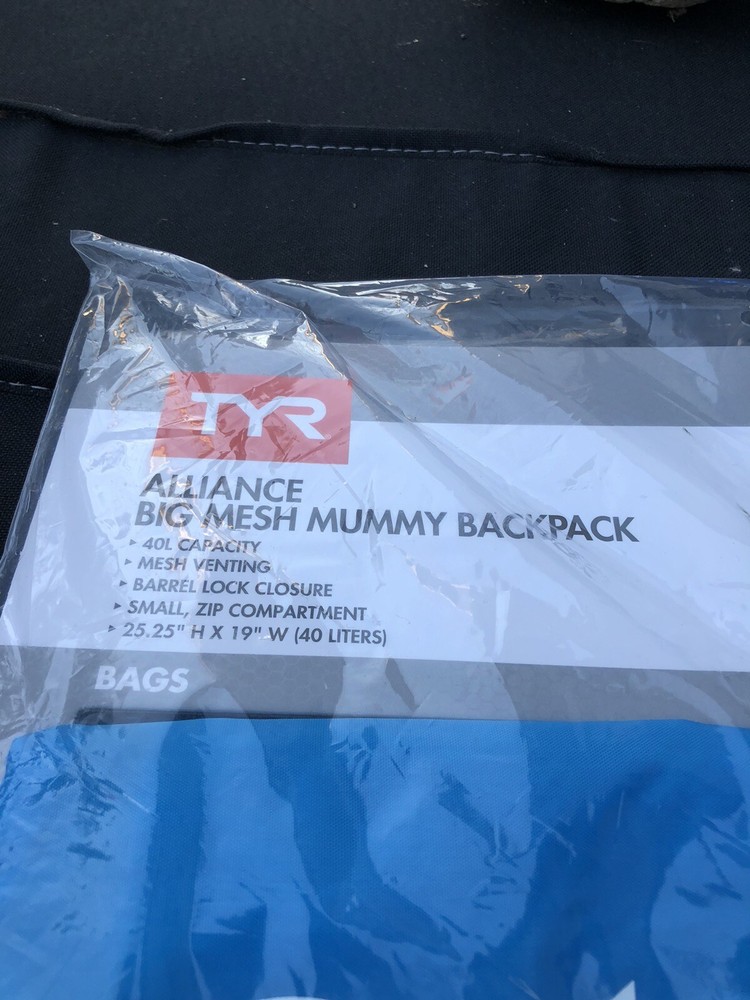 TYR
ALLIANCE
BIG MESH MUMMY BACKPACK
▸ 40L CAPACITY
▸ MESH VENTING
▸ BARREL LOCK CLOSURE
▸ SMALL, ZIP COMPARTMENT
▸ 25.25" H X 19" W (40 LITERS)
BAGS